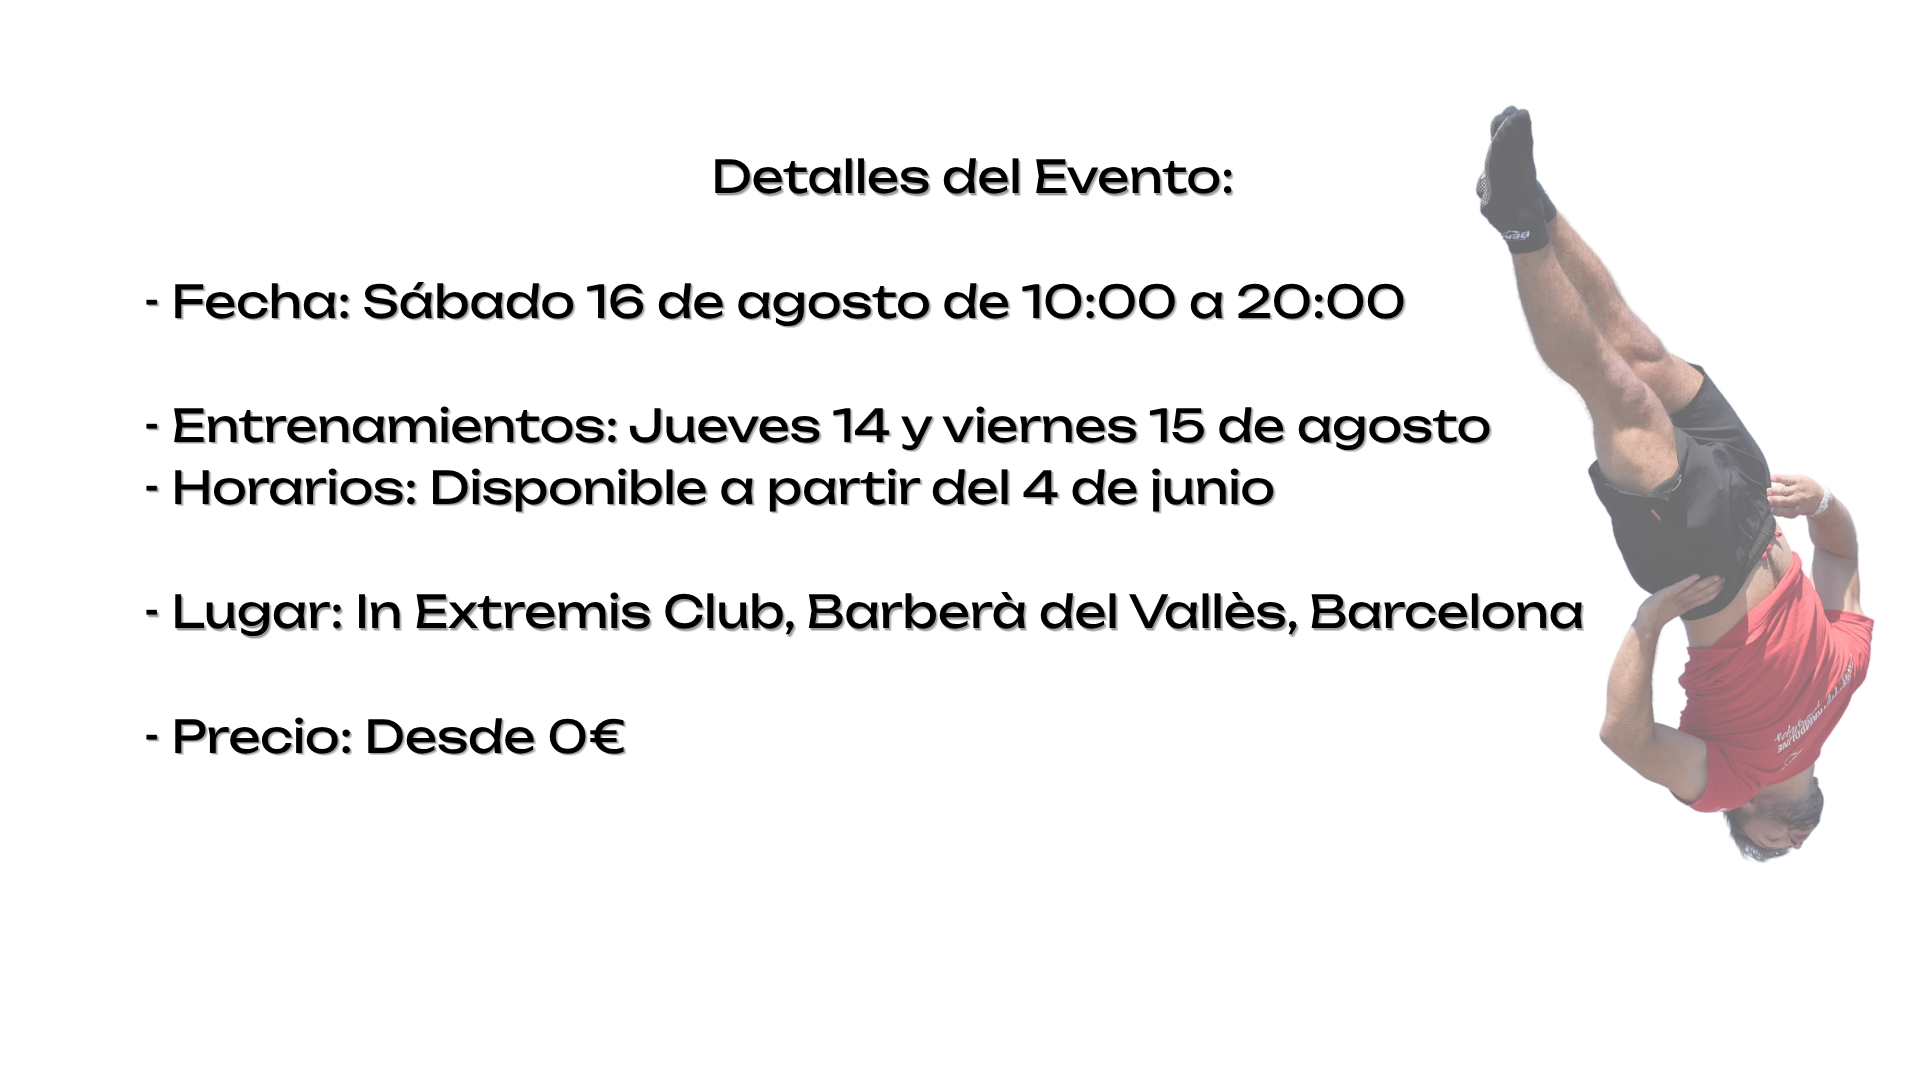 Detalles del Evento:
- Fecha: Sábado 16 de agosto de 10:00 a 20:00
- Entrenamientos: Jueves 14 y viernes 15 de agosto
- Horarios: Disponible a partir del 4 de junio
- Lugar: In Extremis Club, Barberà del Vallès, Barcelona
- Precio: Desde 0€